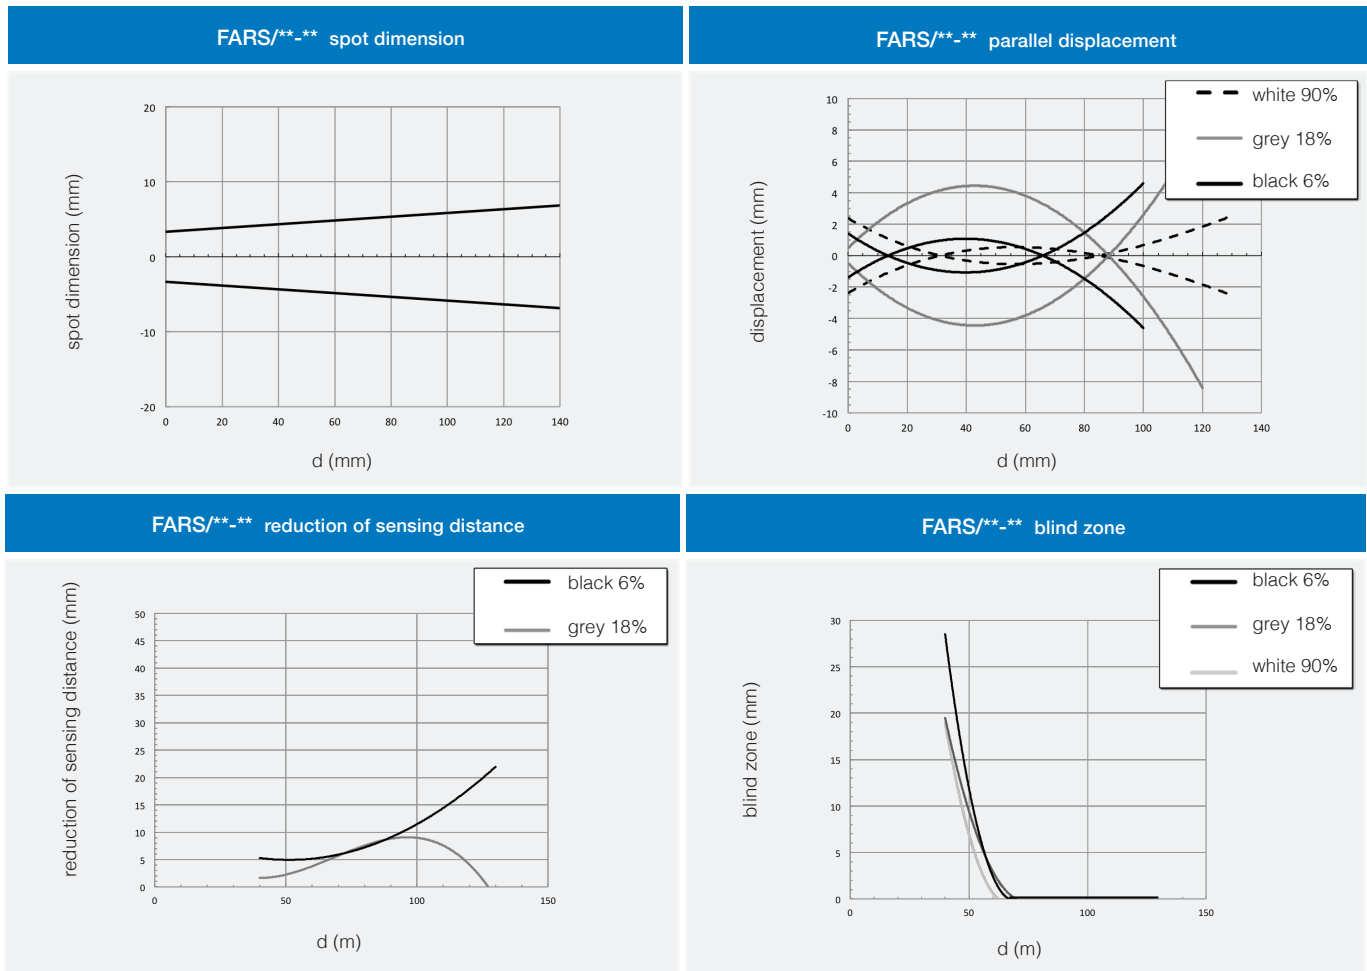 FARS/**-** spot dimension
20
10
0
-10
-20
0 20 40 60 80 100 120 140
spot dimension (mm)
d (mm)
FARS/**-** parallel displacement
white 90%
grey 18%
black 6%
10
8
6
4
2
0
-2
-4
-6
-8
-10
0 20 40 60 80 100 120 140
displacement (mm)
d (mm)
FARS/**-** reduction of sensing distance
black 6%
grey 18%
50
45
40
35
30
25
20
15
10
5
0
0 50 100 150
reduction of sensing distance (mm)
d (m)
FARS/**-** blind zone
black 6%
grey 18%
white 90%
30
25
20
15
10
5
0
0 50 100 150
blind zone (mm)
d (m)